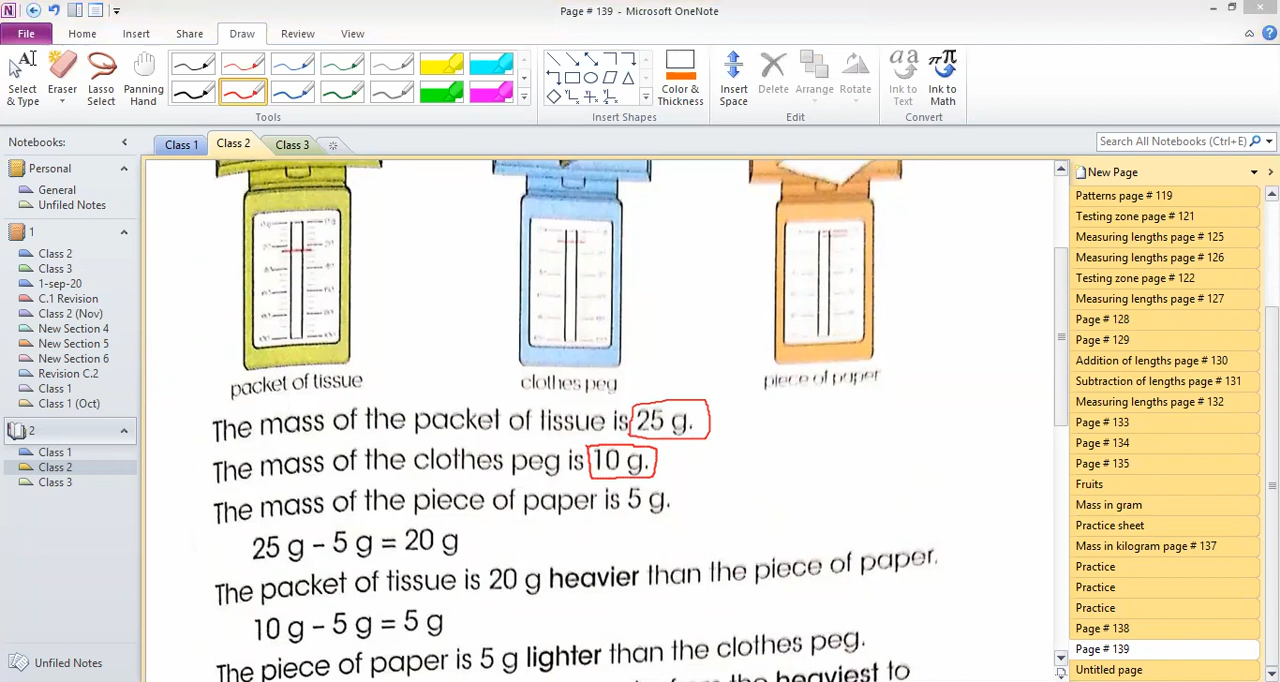 Page # 139 - Microsoft OneNote
File Home Insert Share Draw Review View
Select & Type
Eraser
Lasso Select
Panning Hand
Color & Thickness
Insert Space
Delete
Arrange
Rotate
Ink to Text
Ink to Math
Tools
Insert Shapes
Edit
Convert
Notebooks:
Personal
General
Unfiled Notes
1
Class 2
Class 3
1-sep-20
C.1 Revision
Class 2 (Nov)
New Section 4
New Section 5
New Section 6
Revision C.2
Class 1
Class 1 (Oct)
2
Class 1
Class 2
Class 3
Unfiled Notes
Class 1 Class 2 Class 3
Search All Notebooks (Ctrl+E)
packet of tissue
clothes peg
piece of paper
The mass of the packet of tissue is 25 g.
The mass of the clothes peg is 10 g.
The mass of the piece of paper is 5 g.
25 g – 5 g = 20 g
The packet of tissue is 20 g heavier than the piece of paper.
10 g – 5 g = 5 g
The piece of paper is 5 g lighter than the clothes peg.
from the heaviest to
New Page
Patterns page # 119
Testing zone page # 121
Measuring lengths page # 125
Measuring lengths page # 126
Testing zone page # 122
Measuring lengths page # 127
Page # 128
Page # 129
Addition of lengths page # 130
Subtraction of lengths page # 131
Measuring lengths page # 132
Page # 133
Page # 134
Page # 135
Fruits
Mass in gram
Practice sheet
Mass in kilogram page # 137
Practice
Practice
Practice
Page # 138
Page # 139
Untitled page